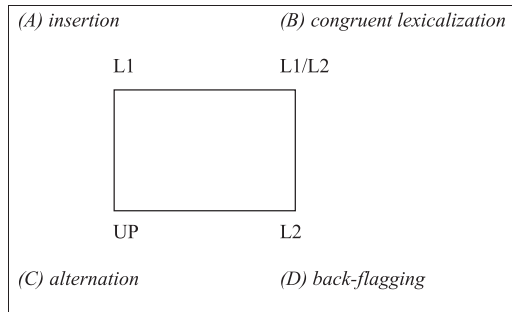 (A) insertion (B) congruent lexicalization
L1 L1/L2
UP L2
(C) alternation (D) back-flagging